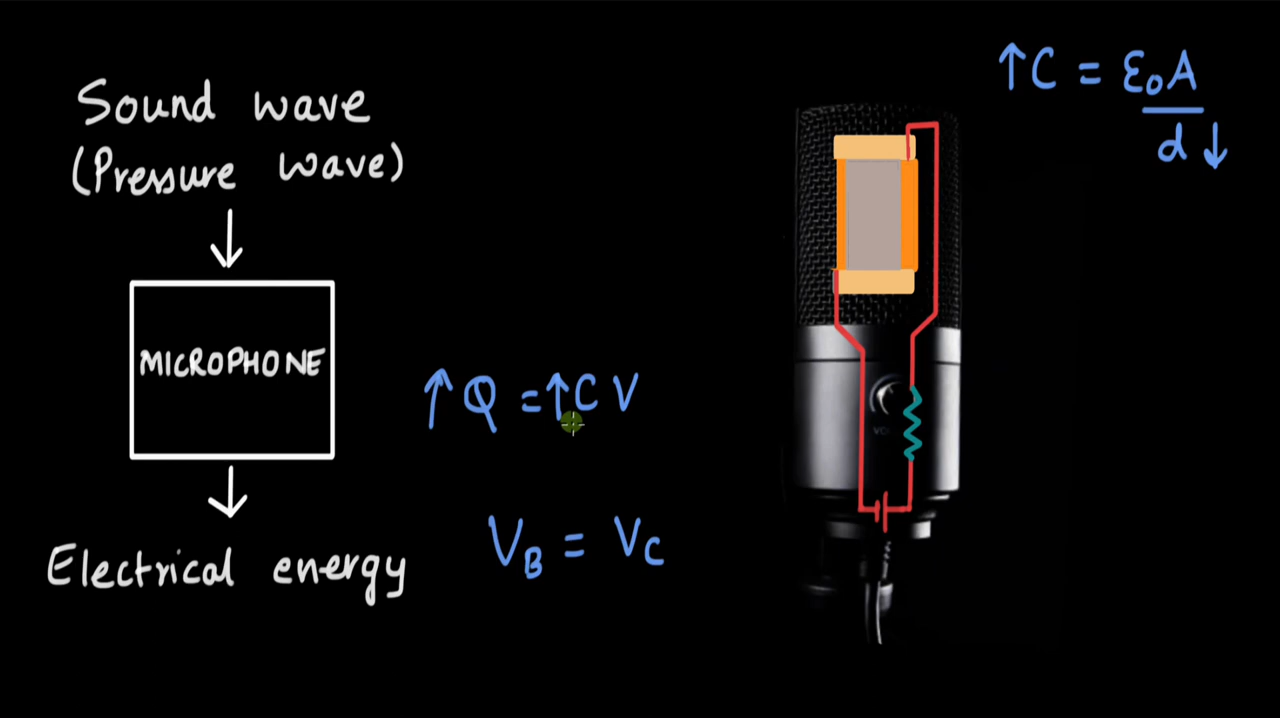 Sound wave
(Pressure wave)
MICROPHONE
Electrical energy
↑Q = ↑C V
V_B = V_C
↑C = ε₀A
d↓